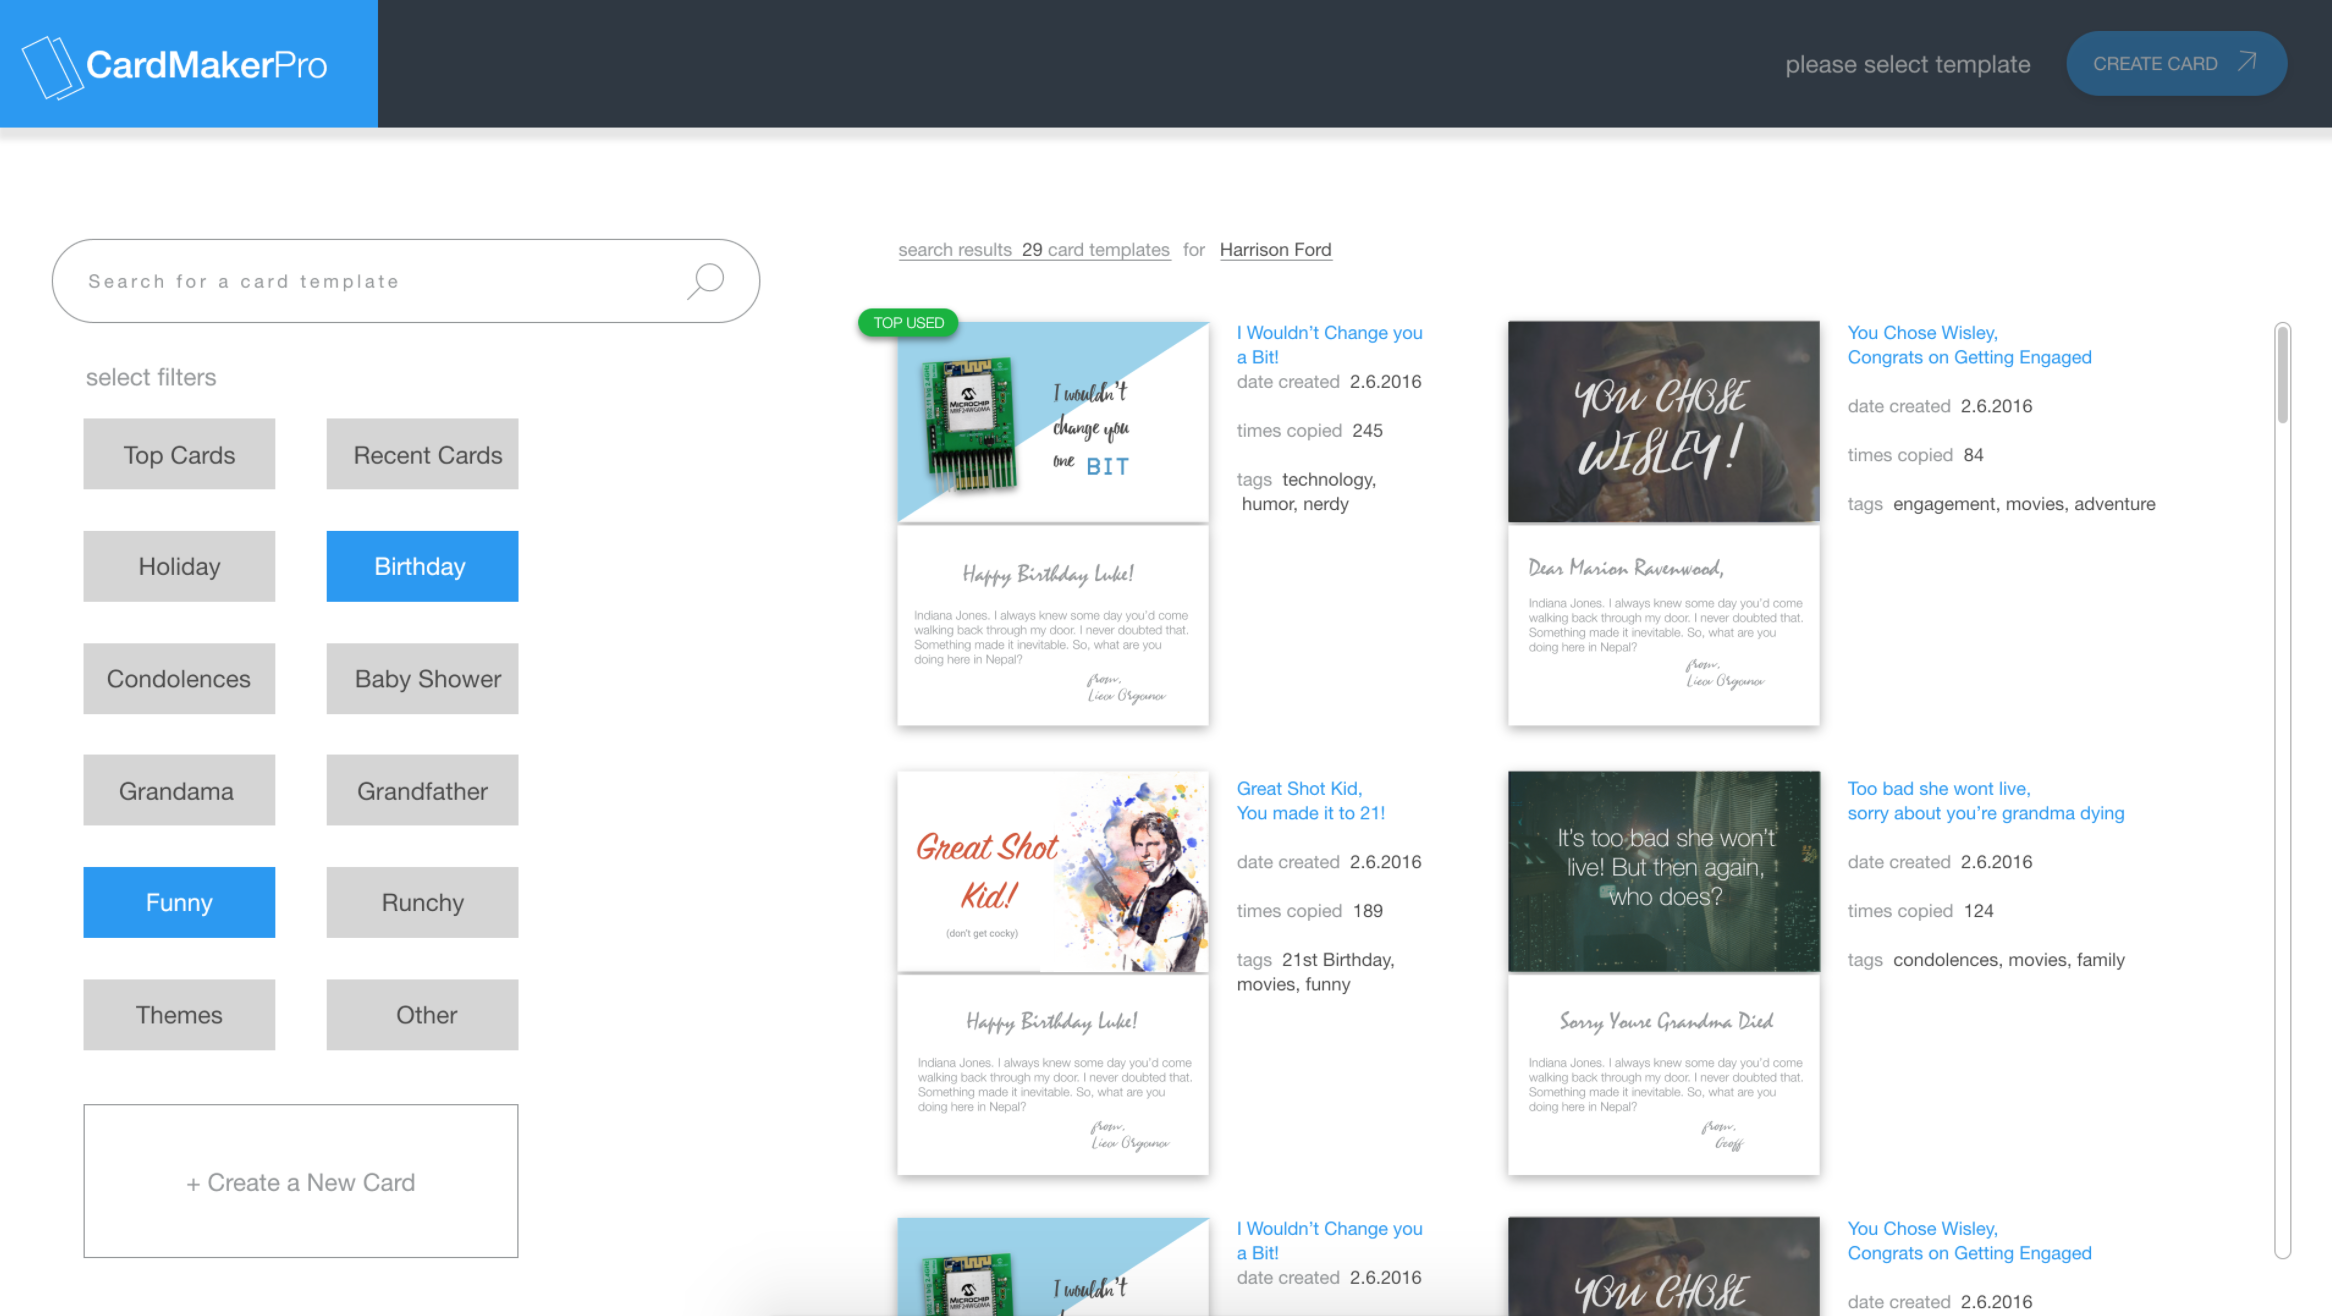 CardMakerPro
please select template
CREATE CARD
Search for a card template
select filters
Top Cards
Recent Cards
Holiday
Birthday
Condolences
Baby Shower
Grandama
Grandfather
Funny
Runchy
Themes
Other
+ Create a New Card
search results 29 card templates for Harrison Ford
TOP USED
MICROCHIP
MRF24WG0MA
I wouldn't
change you
one BIT
Happy Birthday Luke!
Indiana Jones. I always knew some day you'd come
walking back through my door. I never doubted that.
Something made it inevitable. So, what are you
doing here in Nepal?
from,
Liea Organa
I Wouldn't Change you
a Bit!
date created 2.6.2016
times copied 245
tags technology,
humor, nerdy
YOU CHOSE
WISLEY!
Dear Marion Ravenwood,
Indiana Jones. I always knew some day you'd come
walking back through my door. I never doubted that.
Something made it inevitable. So, what are you
doing here in Nepal?
from,
Liea Organa
You Chose Wisley,
Congrats on Getting Engaged
date created 2.6.2016
times copied 84
tags engagement, movies, adventure
Great Shot
Kid!
(don't get cocky)
Happy Birthday Luke!
Indiana Jones. I always knew some day you'd come
walking back through my door. I never doubted that.
Something made it inevitable. So, what are you
doing here in Nepal?
from,
Liea Organa
Great Shot Kid,
You made it to 21!
date created 2.6.2016
times copied 189
tags 21st Birthday,
movies, funny
It's too bad she won't
live! But then again,
who does?
Sorry Youre Grandma Died
Indiana Jones. I always knew some day you'd come
walking back through my door. I never doubted that.
Something made it inevitable. So, what are you
doing here in Nepal?
from,
Geoff
Too bad she wont live,
sorry about you're grandma dying
date created 2.6.2016
times copied 124
tags condolences, movies, family
MICROCHIP
MRF24WG0MA
I wouldn't
I Wouldn't Change you
a Bit!
date created 2.6.2016
YOU CHOSE
You Chose Wisley,
Congrats on Getting Engaged
date created 2.6.2016